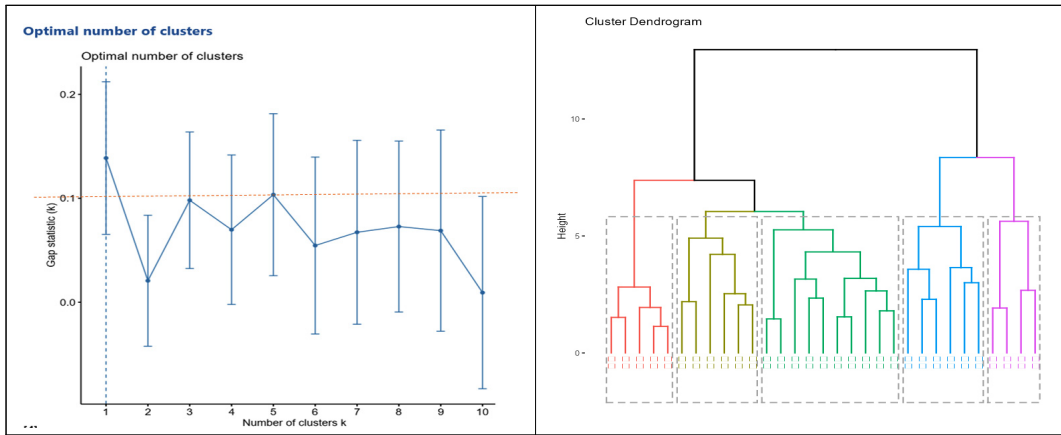 Optimal number of clusters
Optimal number of clusters
0.2
0.1
0.0
Gap statistic (k)
1 2 3 4 5 6 7 8 9 10
Number of clusters k
Cluster Dendrogram
10
5
0
Height